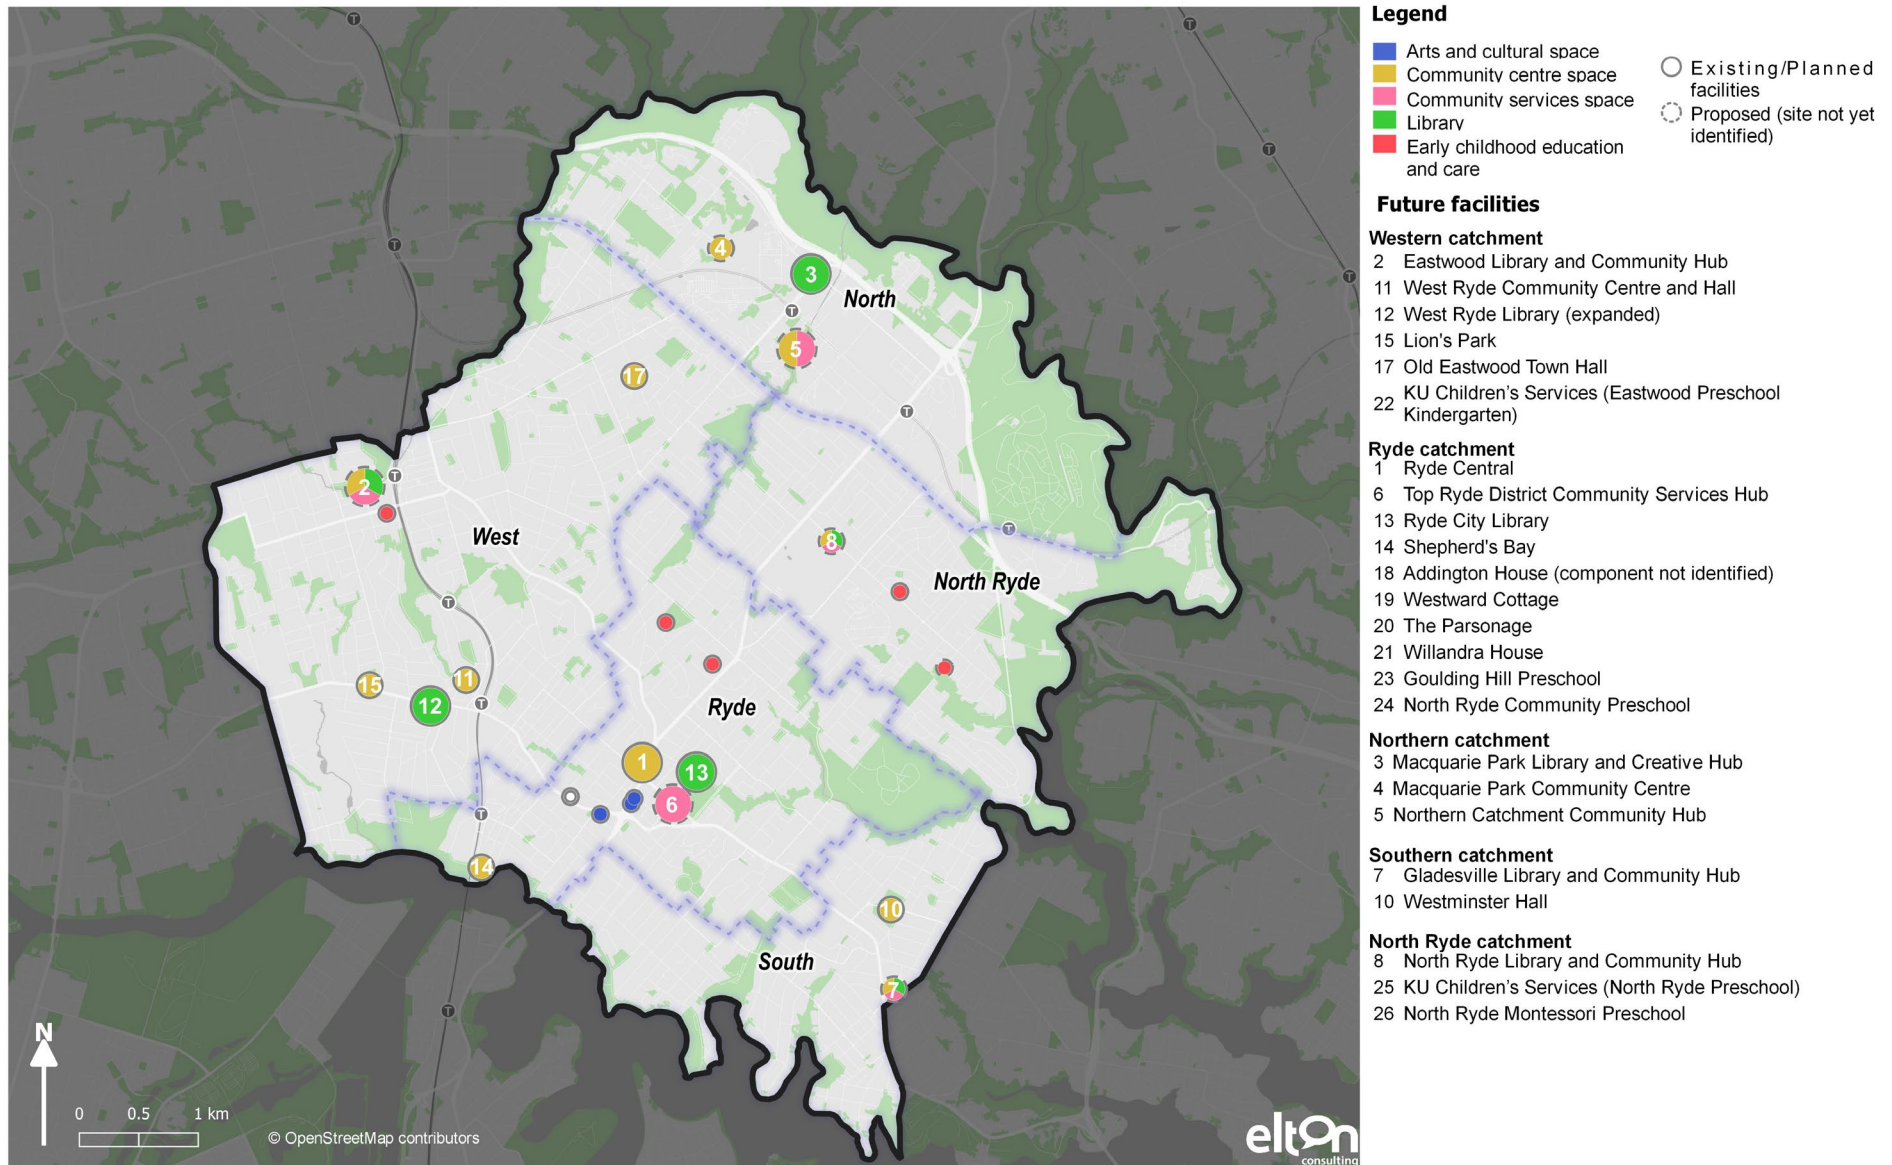 Legend
Arts and cultural space
Community centre space
Community services space
Library
Early childhood education
and care
Existing/Planned
facilities
Proposed (site not yet
identified)
Future facilities
Western catchment
2 Eastwood Library and Community Hub
11 West Ryde Community Centre and Hall
12 West Ryde Library (expanded)
15 Lion's Park
17 Old Eastwood Town Hall
22 KU Children’s Services (Eastwood Preschool
Kindergarten)
Ryde catchment
1 Ryde Central
6 Top Ryde District Community Services Hub
13 Ryde City Library
14 Shepherd's Bay
18 Addington House (component not identified)
19 Westward Cottage
20 The Parsonage
21 Willandra House
23 Goulding Hill Preschool
24 North Ryde Community Preschool
Northern catchment
3 Macquarie Park Library and Creative Hub
4 Macquarie Park Community Centre
5 Northern Catchment Community Hub
Southern catchment
7 Gladesville Library and Community Hub
10 Westminster Hall
North Ryde catchment
8 North Ryde Library and Community Hub
25 KU Children’s Services (North Ryde Preschool)
26 North Ryde Montessori Preschool
T
T
T
T
T
4
3
North
T
5
17
T
T
2
West
T
8
North Ryde
T
15
11
12
T
Ryde
1
13
6
T
14
10
South
7
T
N
0 0.5 1 km
© OpenStreetMap contributors
elton
consulting